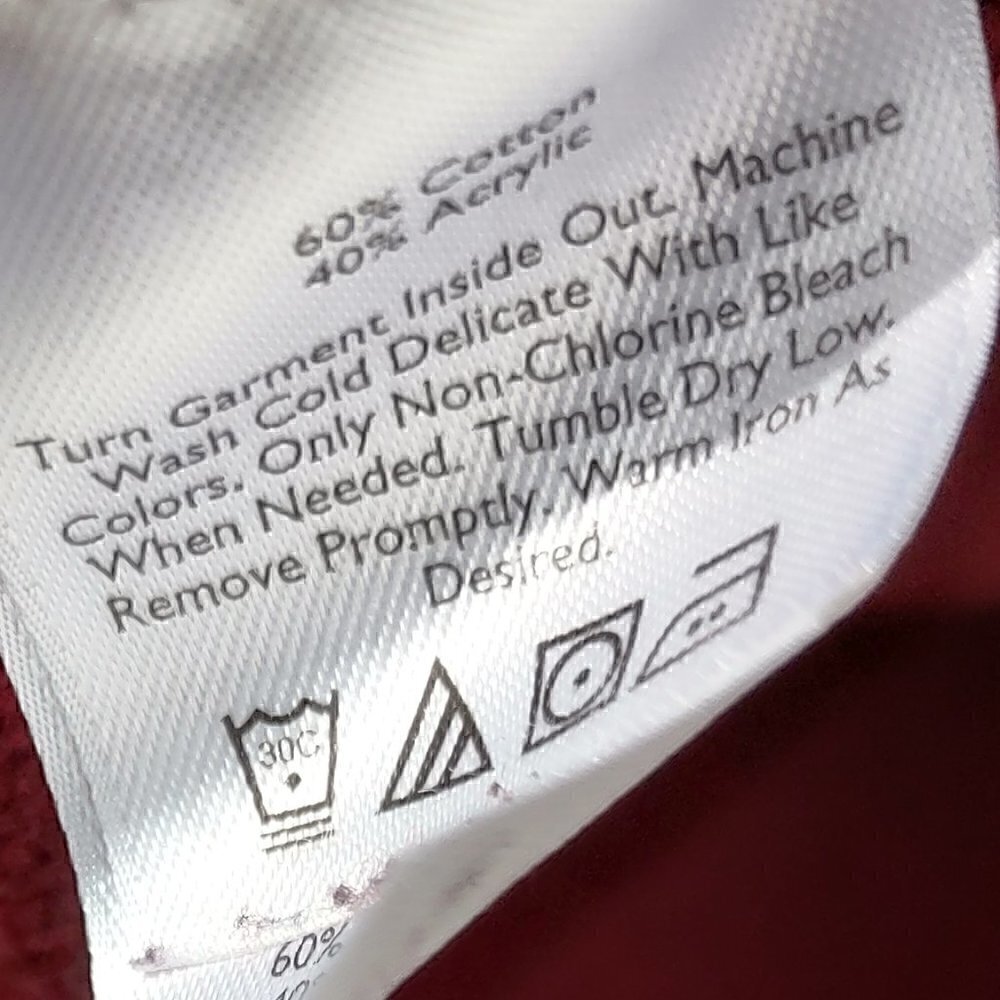 60% Cotton
40% Acrylic
Turn Garment Inside Out. Machine
Wash Cold Delicate With Like
Colors. Only Non-Chlorine Bleach
When Needed. Tumble Dry Low.
Remove Promptly. Warm Iron As
Desired.
30C
60%